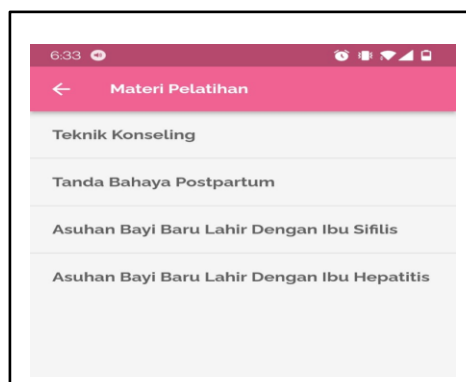 6:33
Materi Pelatihan
Teknik Konseling
Tanda Bahaya Postpartum
Asuhan Bayi Baru Lahir Dengan Ibu Sifilis
Asuhan Bayi Baru Lahir Dengan Ibu Hepatitis